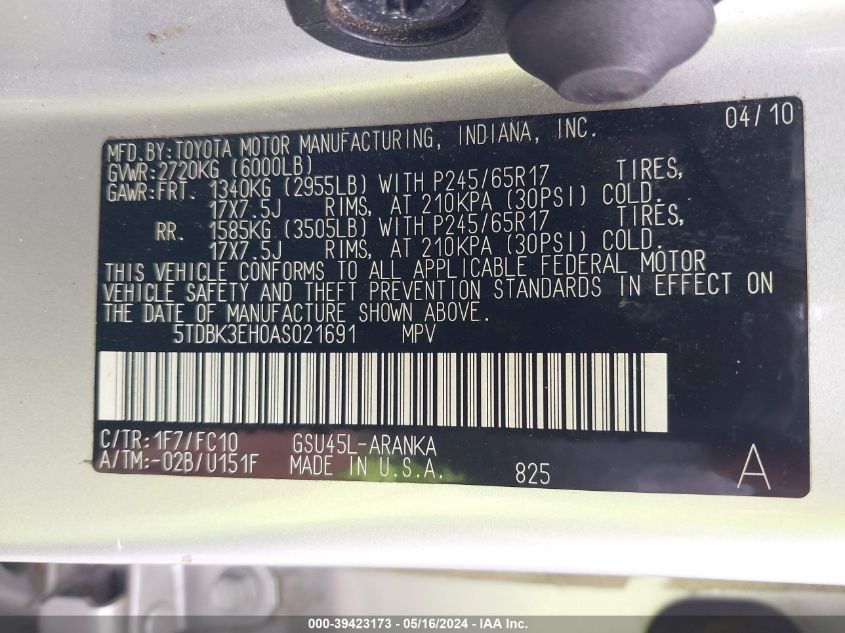 04/10
MFD.BY:TOYOTA MOTOR MANUFACTURING, INDIANA, INC.
GVWR:2720KG (6000LB)
GAWR:FRT. 1340KG (2955LB) WITH P245/65R17 TIRES,
17X7.5J RIMS, AT 210KPA (30PSI) COLD.
RR. 1585KG (3505LB) WITH P245/65R17 TIRES,
17X7.5J RIMS, AT 210KPA (30PSI) COLD.
THIS VEHICLE CONFORMS TO ALL APPLICABLE FEDERAL MOTOR
VEHICLE SAFETY AND THEFT PREVENTION STANDARDS IN EFFECT ON
THE DATE OF MANUFACTURE SHOWN ABOVE.
5TDBK3EH0AS021691 MPV
C/TR:1F7/FC10 GSU45L-ARANKA
A/TM:-02B/U151F MADE IN U.S.A. 825 A
000-39423173 - 05/16/2024 - IAA Inc.